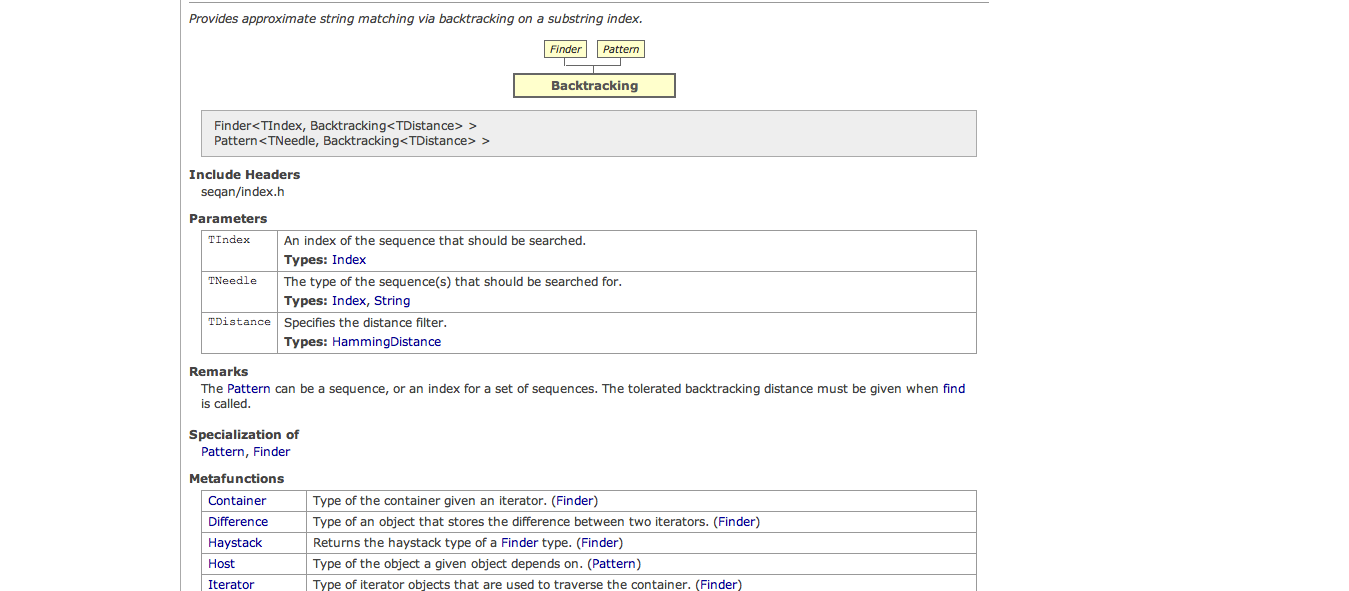 Provides approximate string matching via backtracking on a substring index.
Finder Pattern
Backtracking
Finder<TIndex, Backtracking<TDistance> >
Pattern<TNeedle, Backtracking<TDistance> >
Include Headers
seqan/index.h
Parameters
TIndex An index of the sequence that should be searched.
Types: Index
TNeedle The type of the sequence(s) that should be searched for.
Types: Index, String
TDistance Specifies the distance filter.
Types: HammingDistance
Remarks
The Pattern can be a sequence, or an index for a set of sequences. The tolerated backtracking distance must be given when find
is called.
Specialization of
Pattern, Finder
Metafunctions
Container Type of the container given an iterator. (Finder)
Difference Type of an object that stores the difference between two iterators. (Finder)
Haystack Returns the haystack type of a Finder type. (Finder)
Host Type of the object a given object depends on. (Pattern)
Iterator Type of iterator objects that are used to traverse the container. (Finder)